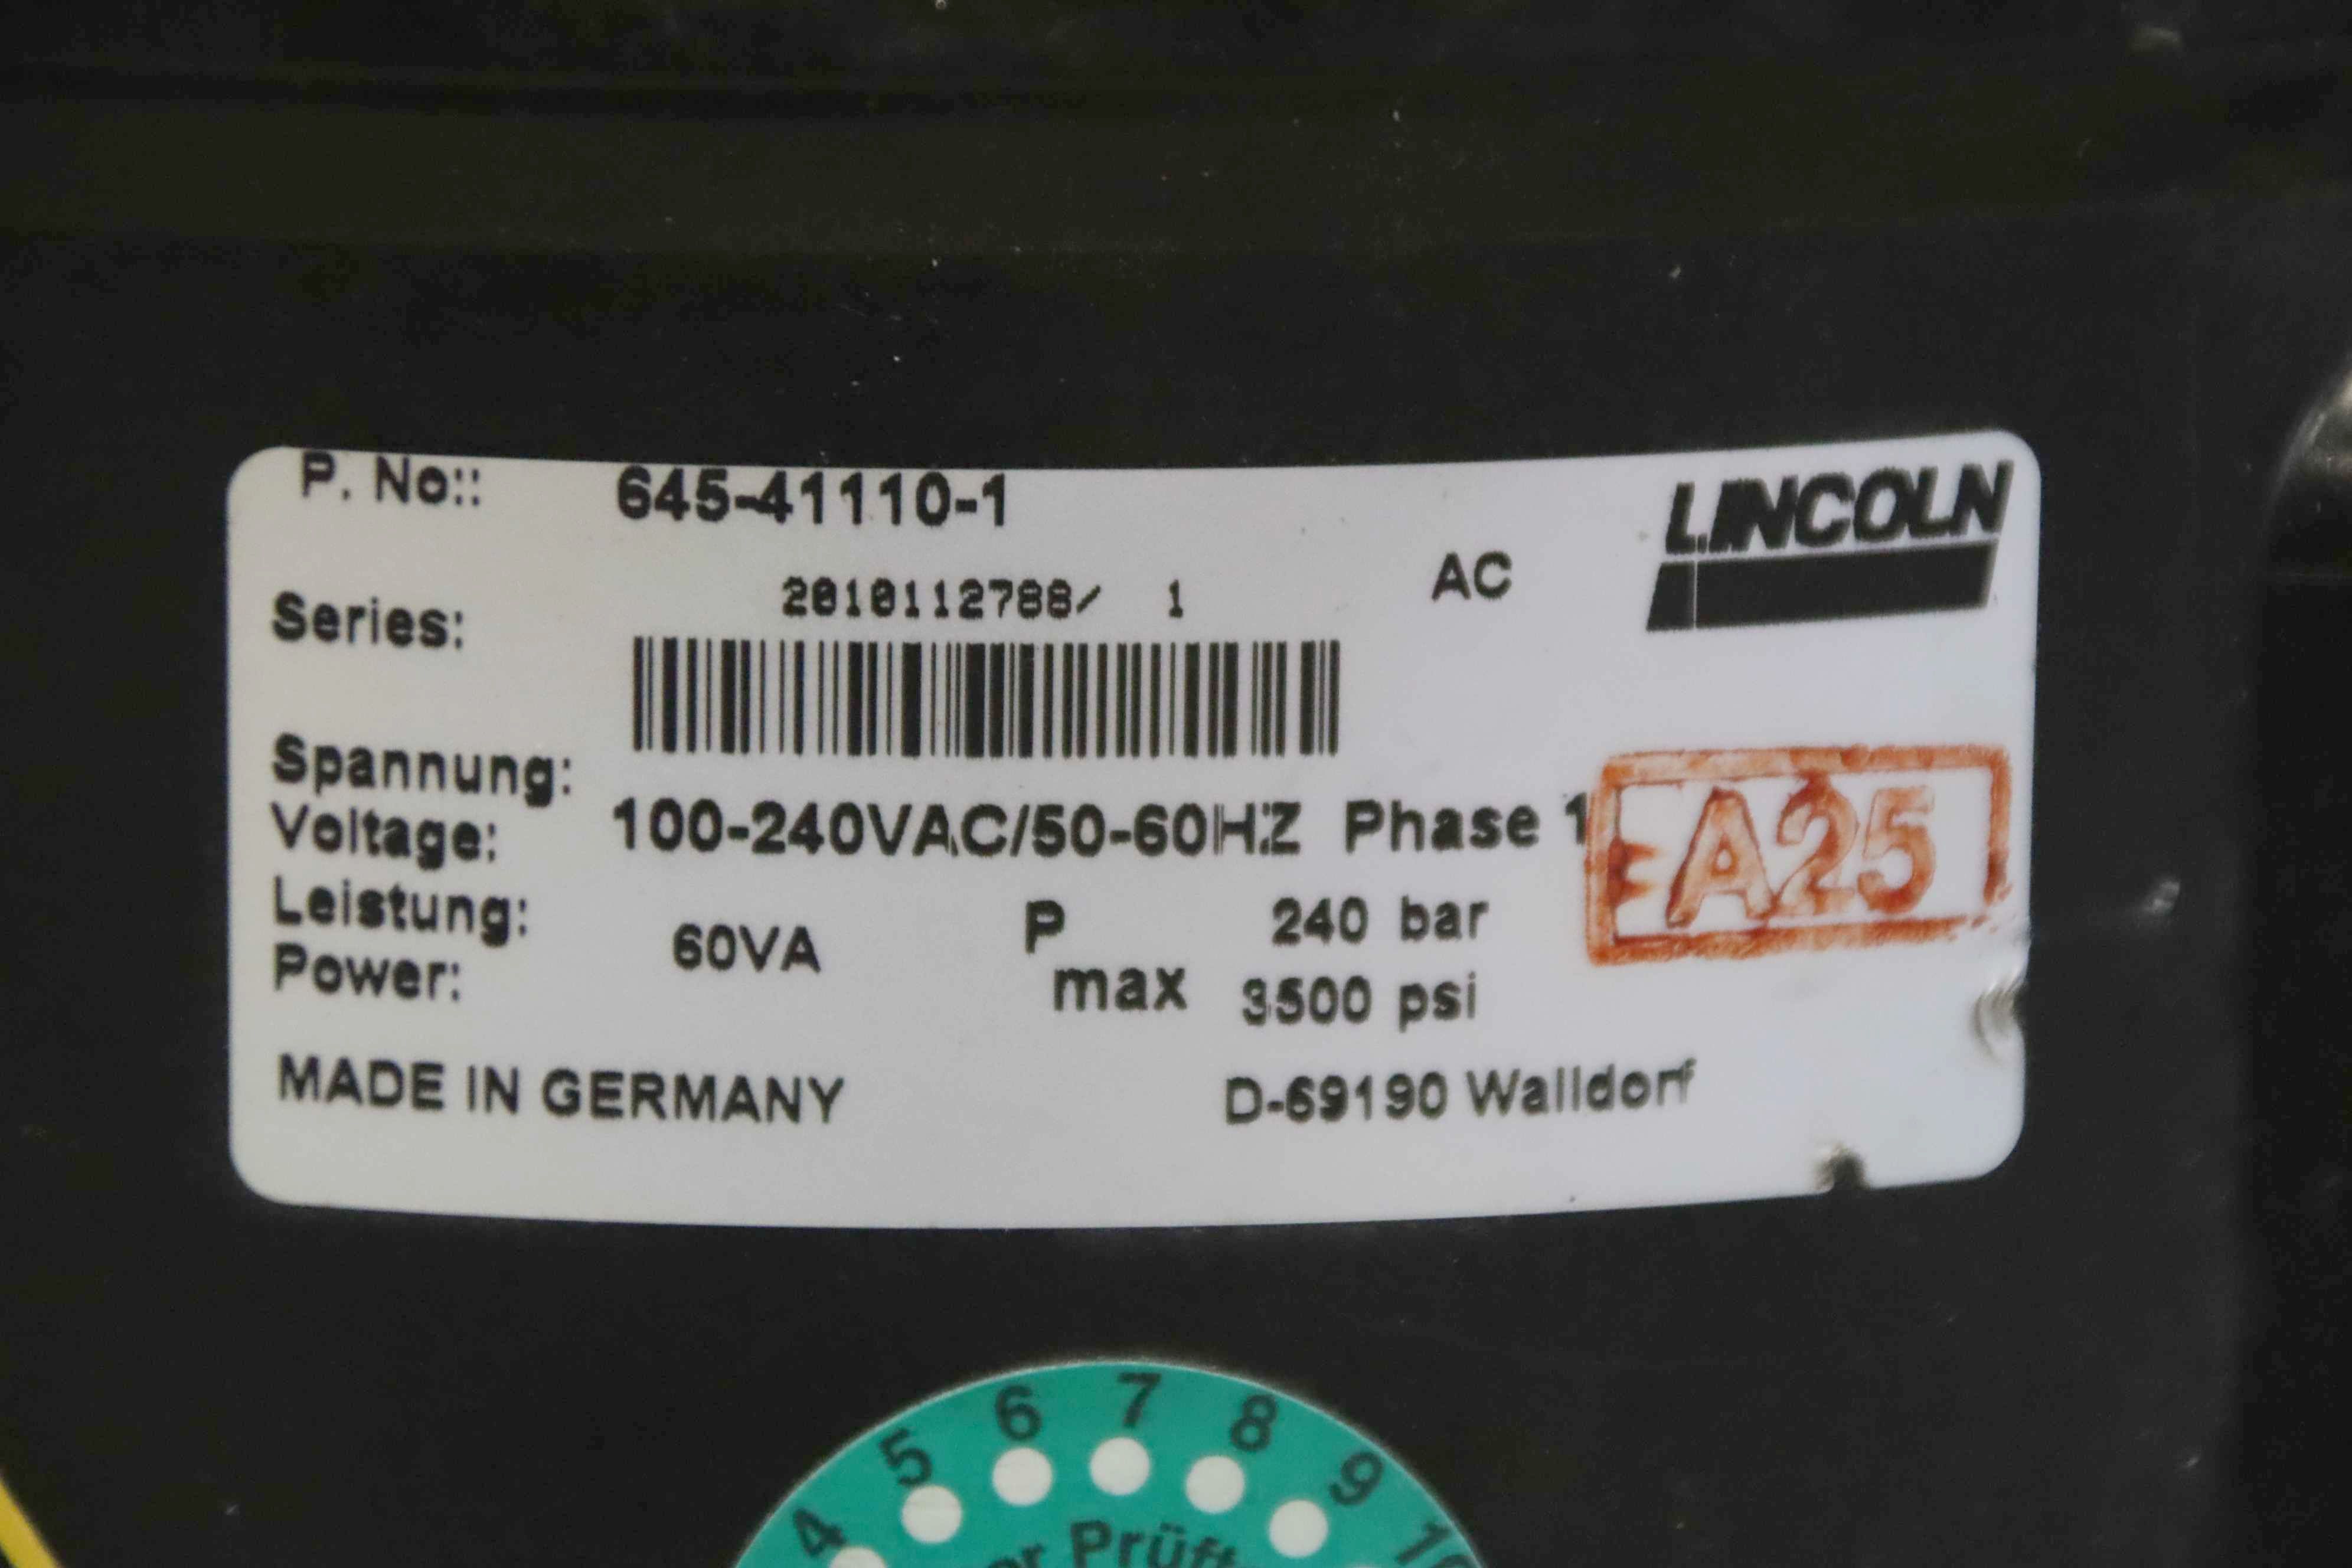 P. No:: 645-41110-1
LINCOLN
2010112788/ 1 AC
Series:
Spannung:
Voltage: 100-240VAC/50-60HZ Phase 1
A25
Leistung: 60VA P max 240 bar
Power: 3500 psi
MADE IN GERMANY D-69190 Walldorf
4 5 6 7 8 9 10